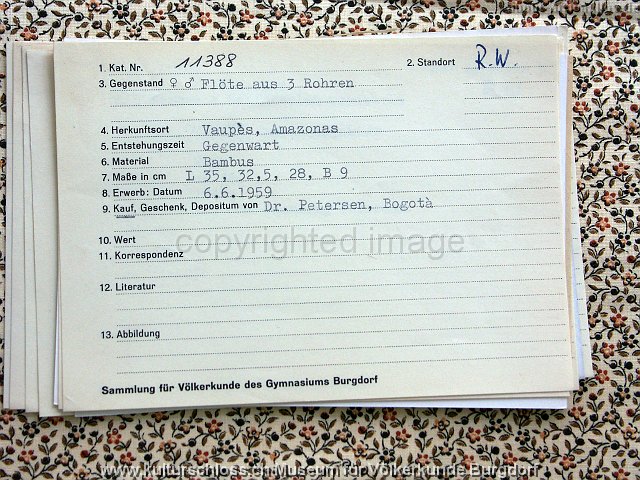 1. Kat. Nr. 11388 2. Standort R.W.
3. Gegenstand ♀ ♂ Flöte aus 3 Rohren
4. Herkunftsort Vaupès, Amazonas
5. Entstehungszeit Gegenwart
6. Material Bambus
7. Maße in cm L 35, 32,5, 28, B 9
8. Erwerb: Datum 6.6.1959
9. Kauf, Geschenk, Depositum von Dr. Petersen, Bogotà
10. Wert
copyrighted image
11. Korrespondenz
12. Literatur
13. Abbildung
Sammlung für Völkerkunde des Gymnasiums Burgdorf
www.kulturschloss.ch Museum für Völkerkunde Burgdorf